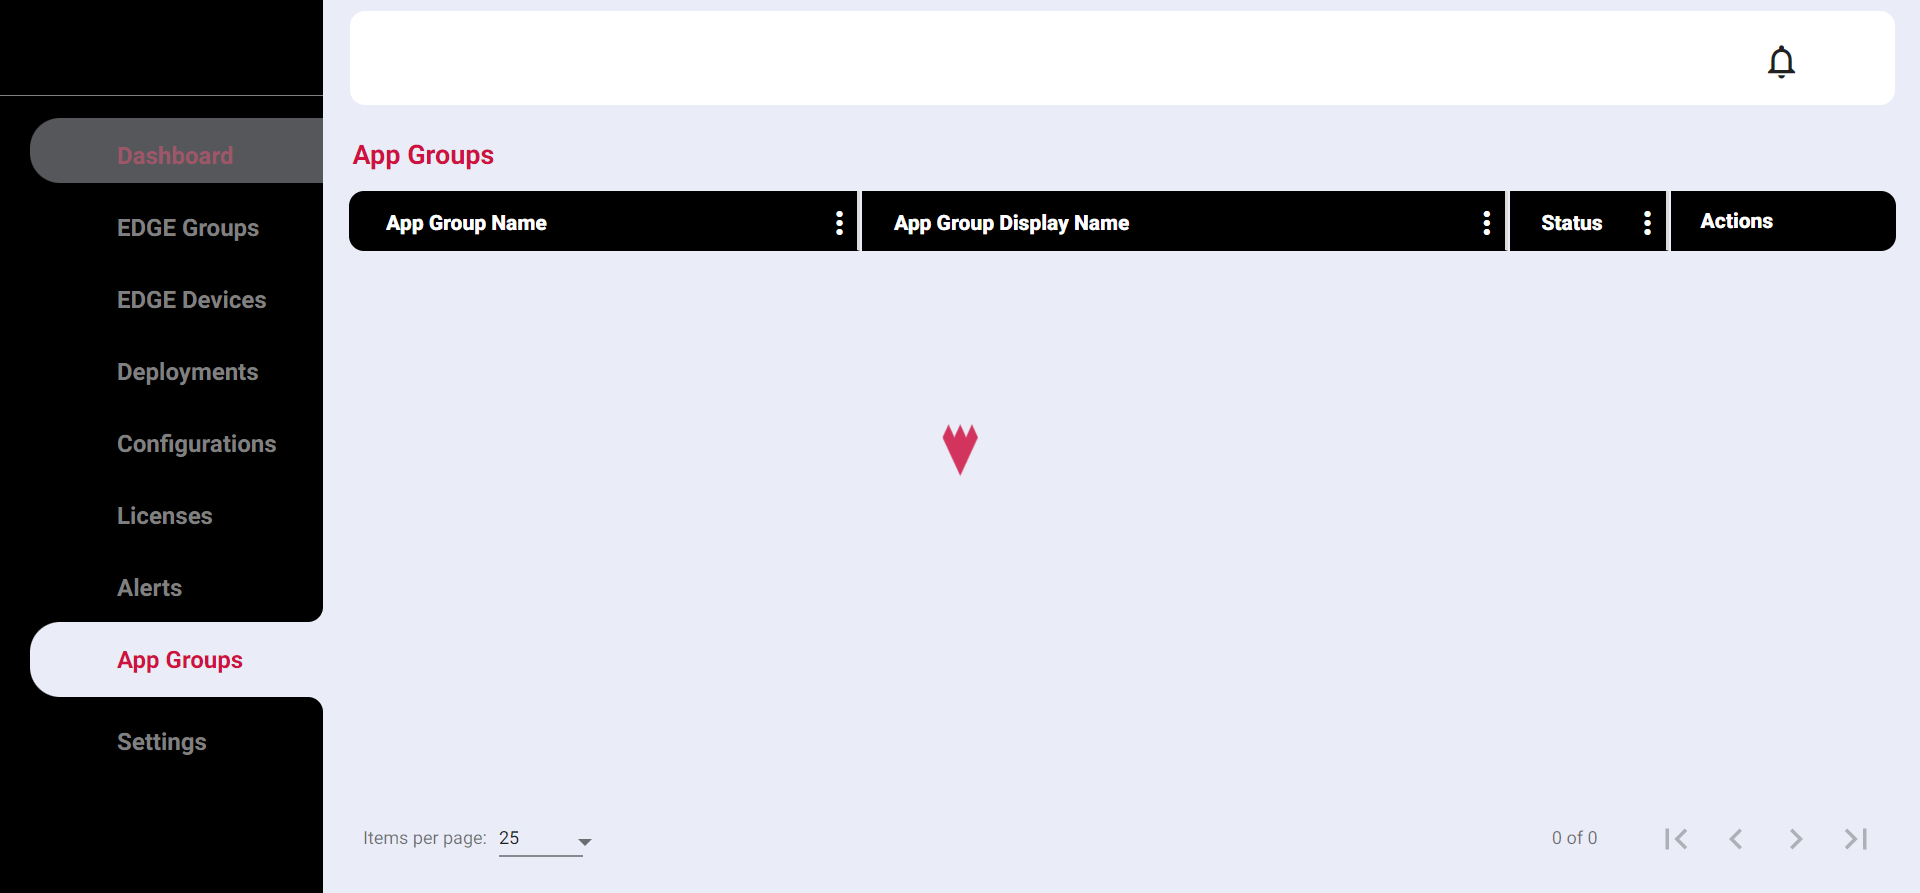 Dashboard
EDGE Groups
EDGE Devices
Deployments
Configurations
Licenses
Alerts
App Groups
Settings
App Groups
App Group Name
App Group Display Name
Status
Actions
Items per page: 25
0 of 0